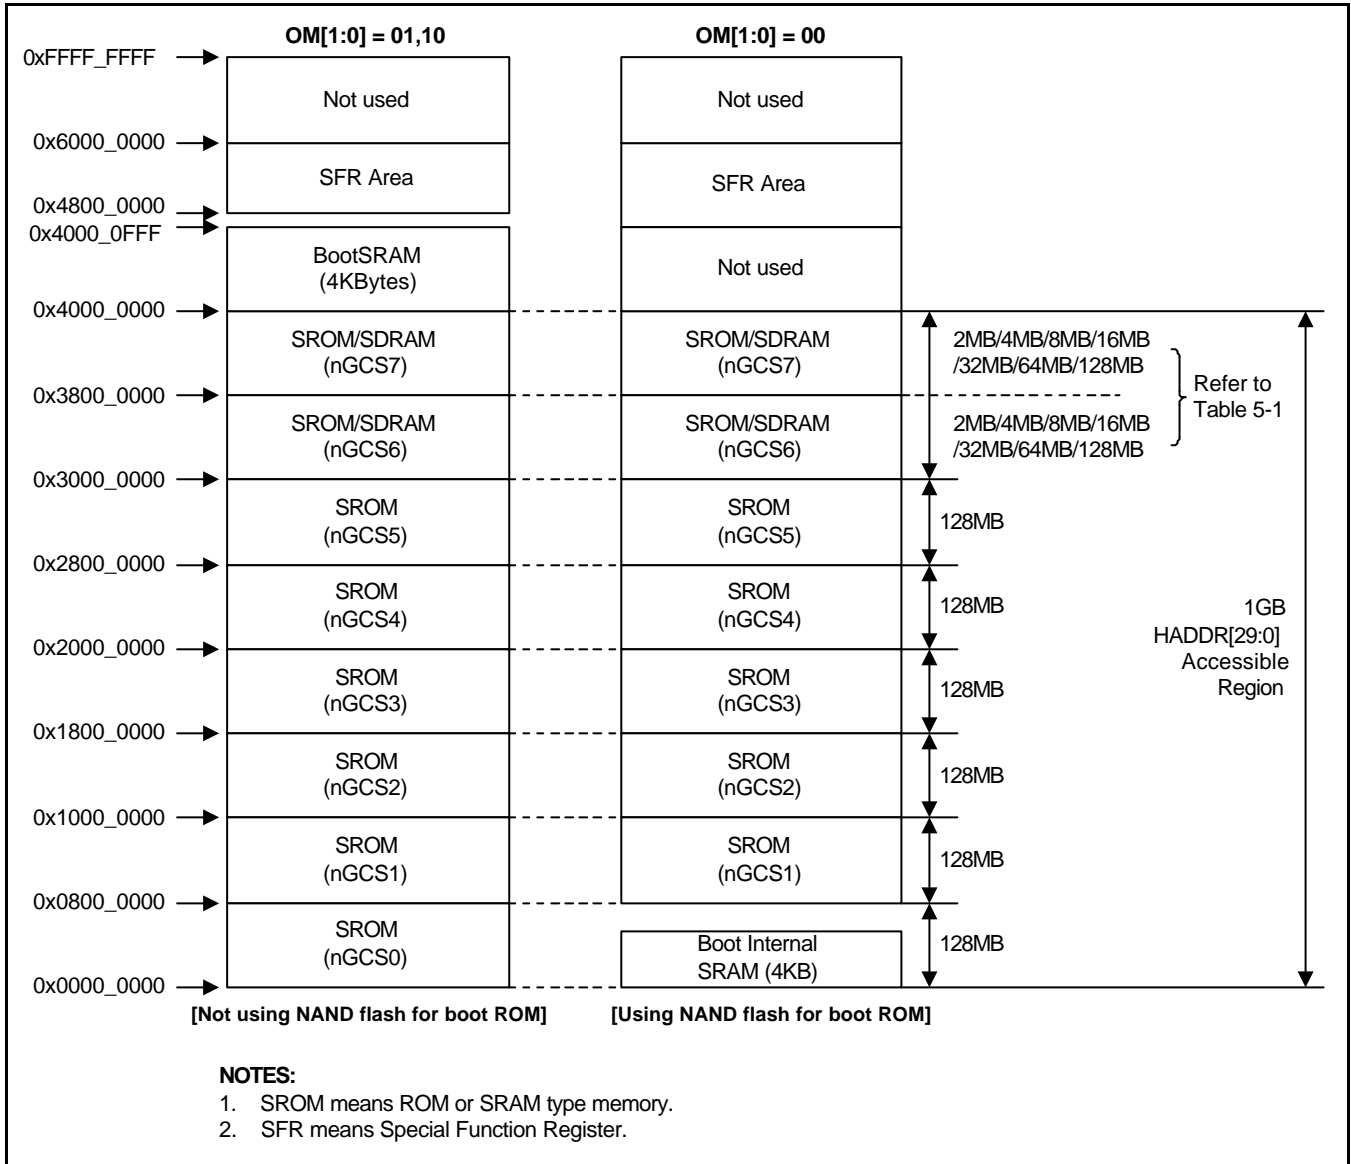 OM[1:0] = 01,10 OM[1:0] = 00
0xFFFF_FFFF
Not used Not used
0x6000_0000
SFR Area SFR Area
0x4800_0000
0x4000_0FFF
BootSRAM
(4KBytes)
Not used
0x4000_0000
SROM/SDRAM
(nGCS7)
SROM/SDRAM
(nGCS7)
2MB/4MB/8MB/16MB
/32MB/64MB/128MB
0x3800_0000
Refer to
Table 5-1
SROM/SDRAM
(nGCS6)
SROM/SDRAM
(nGCS6)
2MB/4MB/8MB/16MB
/32MB/64MB/128MB
0x3000_0000
SROM
(nGCS5)
SROM
(nGCS5)
128MB
0x2800_0000
SROM
(nGCS4)
SROM
(nGCS4)
128MB
1GB
HADDR[29:0]
Accessible
Region
0x2000_0000
SROM
(nGCS3)
SROM
(nGCS3)
128MB
0x1800_0000
SROM
(nGCS2)
SROM
(nGCS2)
128MB
0x1000_0000
SROM
(nGCS1)
SROM
(nGCS1)
128MB
0x0800_0000
SROM
(nGCS0)
Boot Internal
SRAM (4KB)
128MB
0x0000_0000
[Not using NAND flash for boot ROM] [Using NAND flash for boot ROM]
NOTES:
1. SROM means ROM or SRAM type memory.
2. SFR means Special Function Register.